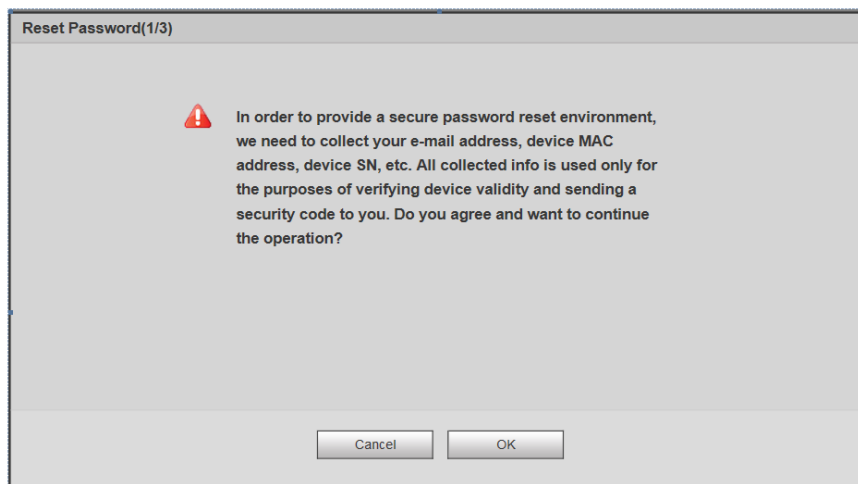 Reset Password(1/3)
In order to provide a secure password reset environment,
we need to collect your e-mail address, device MAC
address, device SN, etc. All collected info is used only for
the purposes of verifying device validity and sending a
security code to you. Do you agree and want to continue
the operation?
Cancel
OK